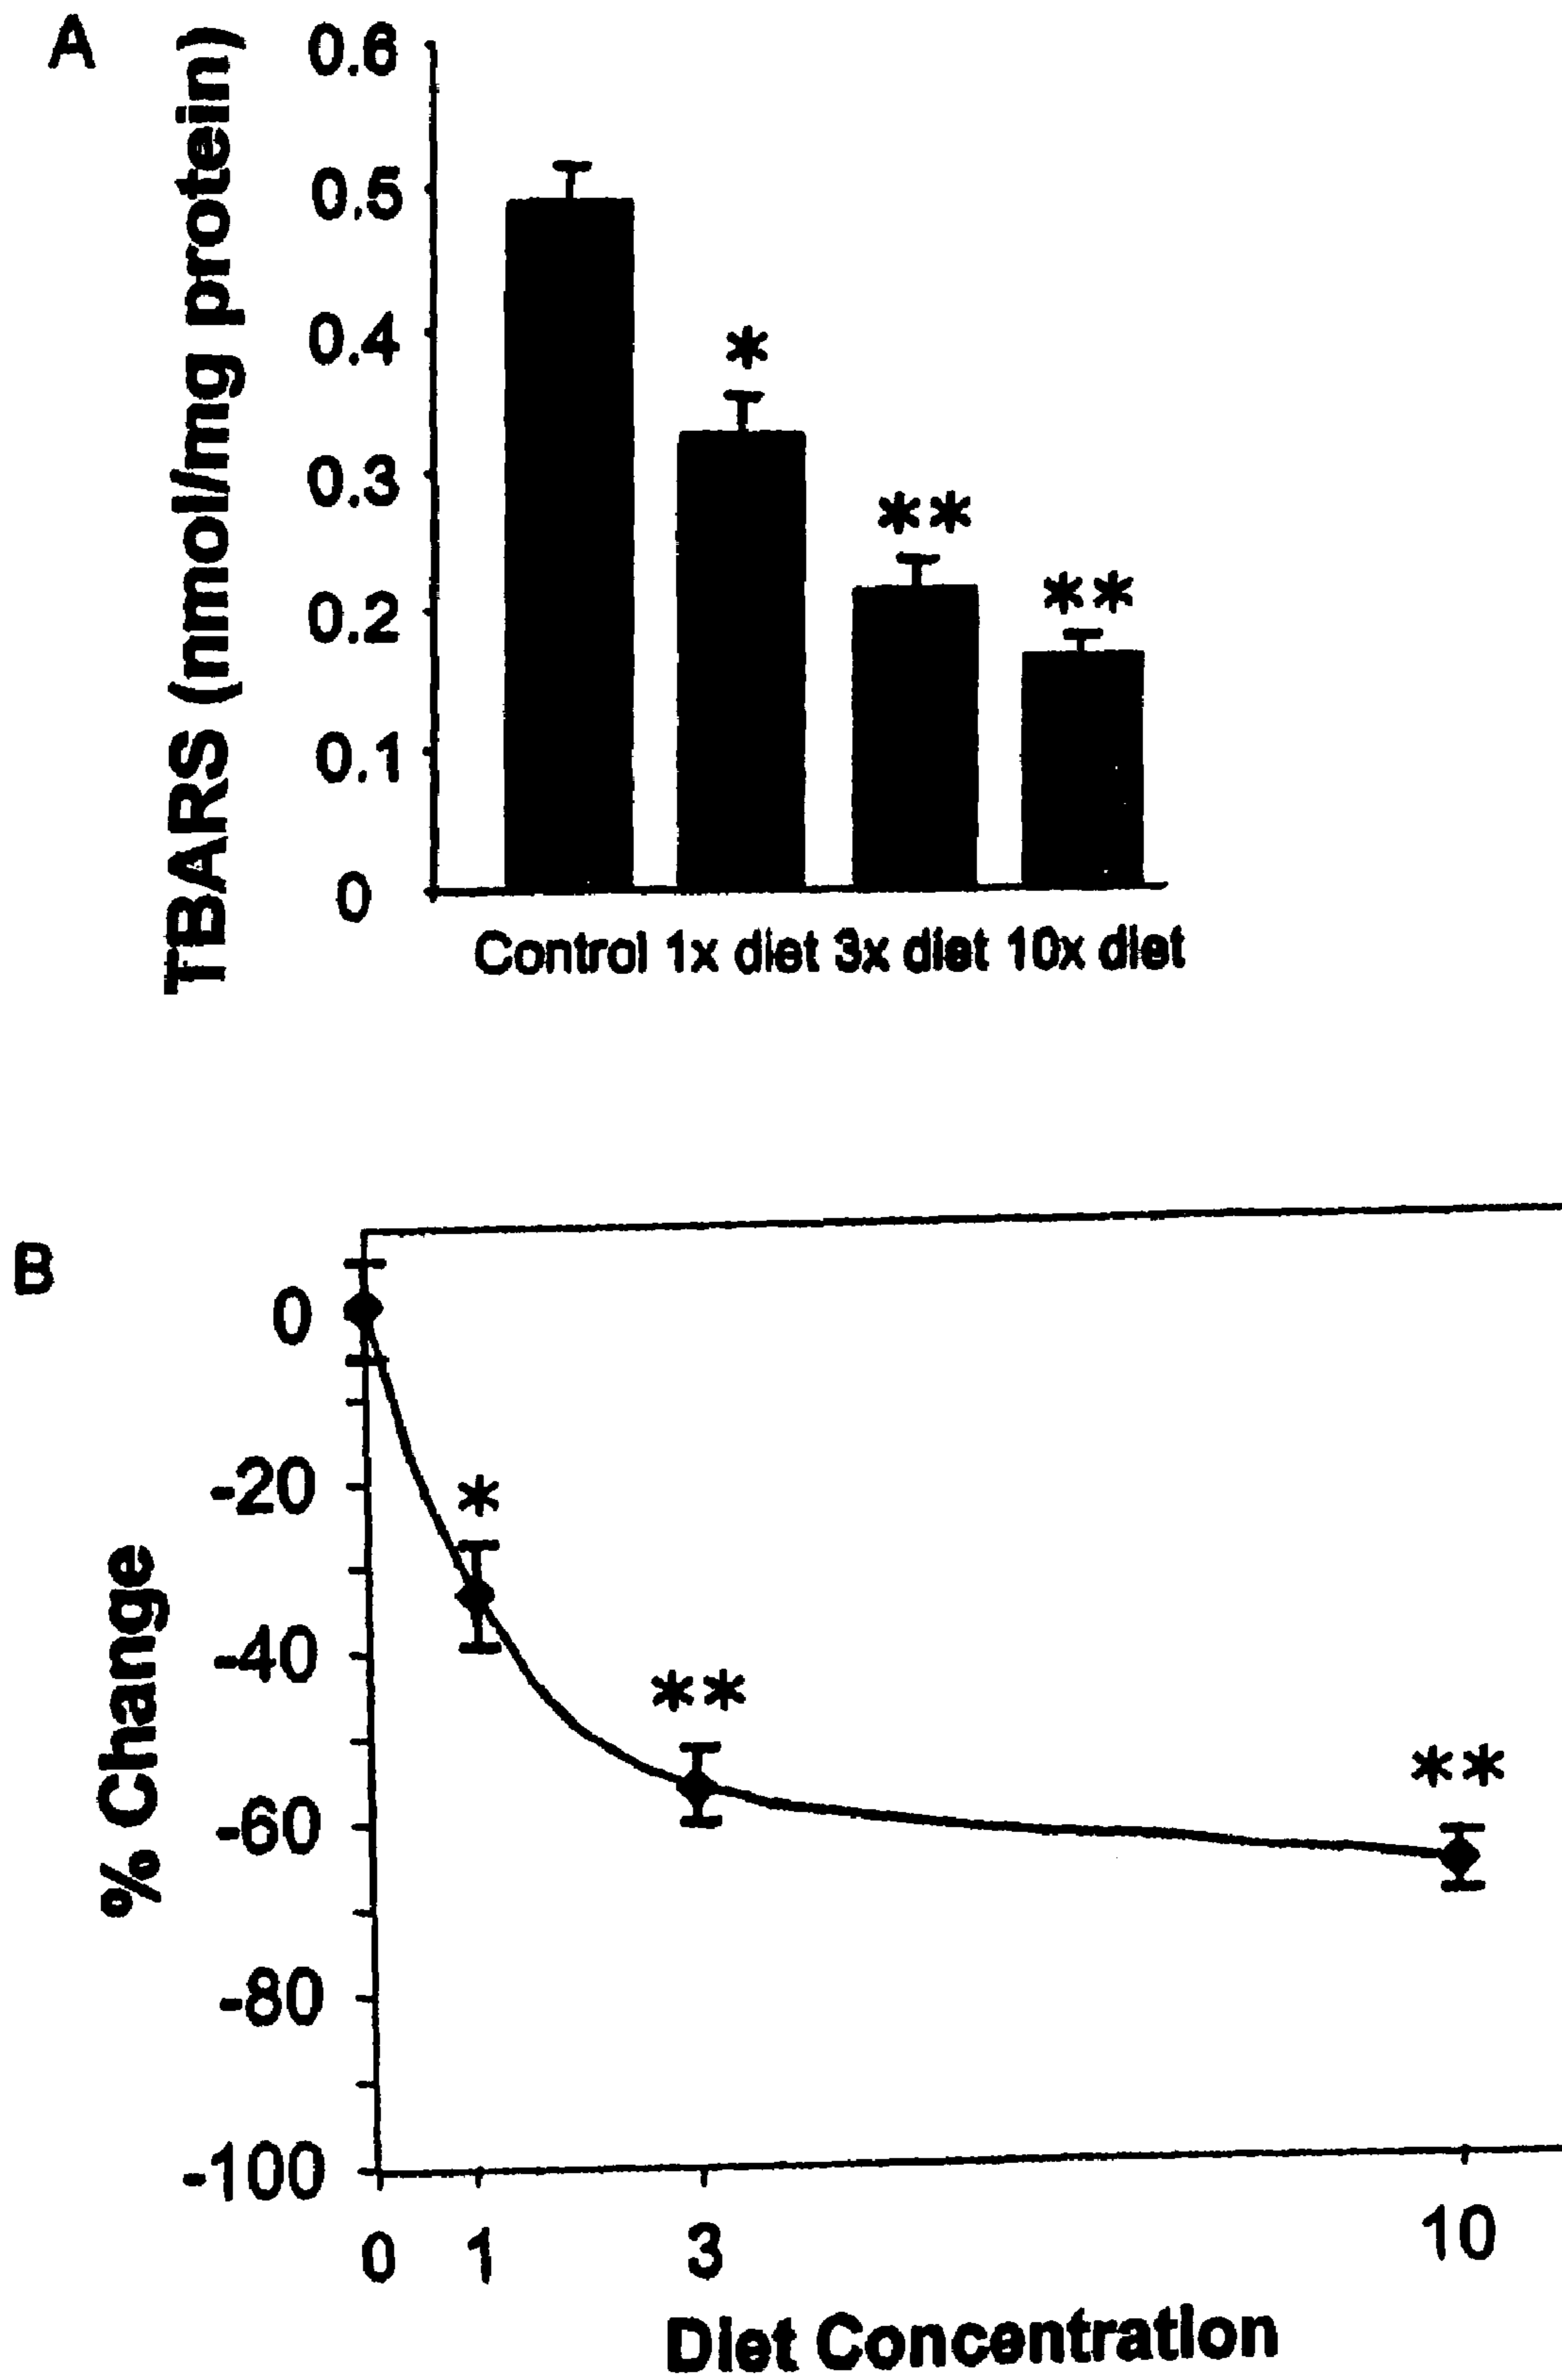 A
TBARS (nmol/mg protein)
0.6
0.5
0.4
0.3
0.2
0.1
0
*
**
**
Control 1x diet 3x diet 10x diet
B
% Change
0
-20
-40
-60
-80
-100
*
**
**
0 1 3 10
Diet Concentration